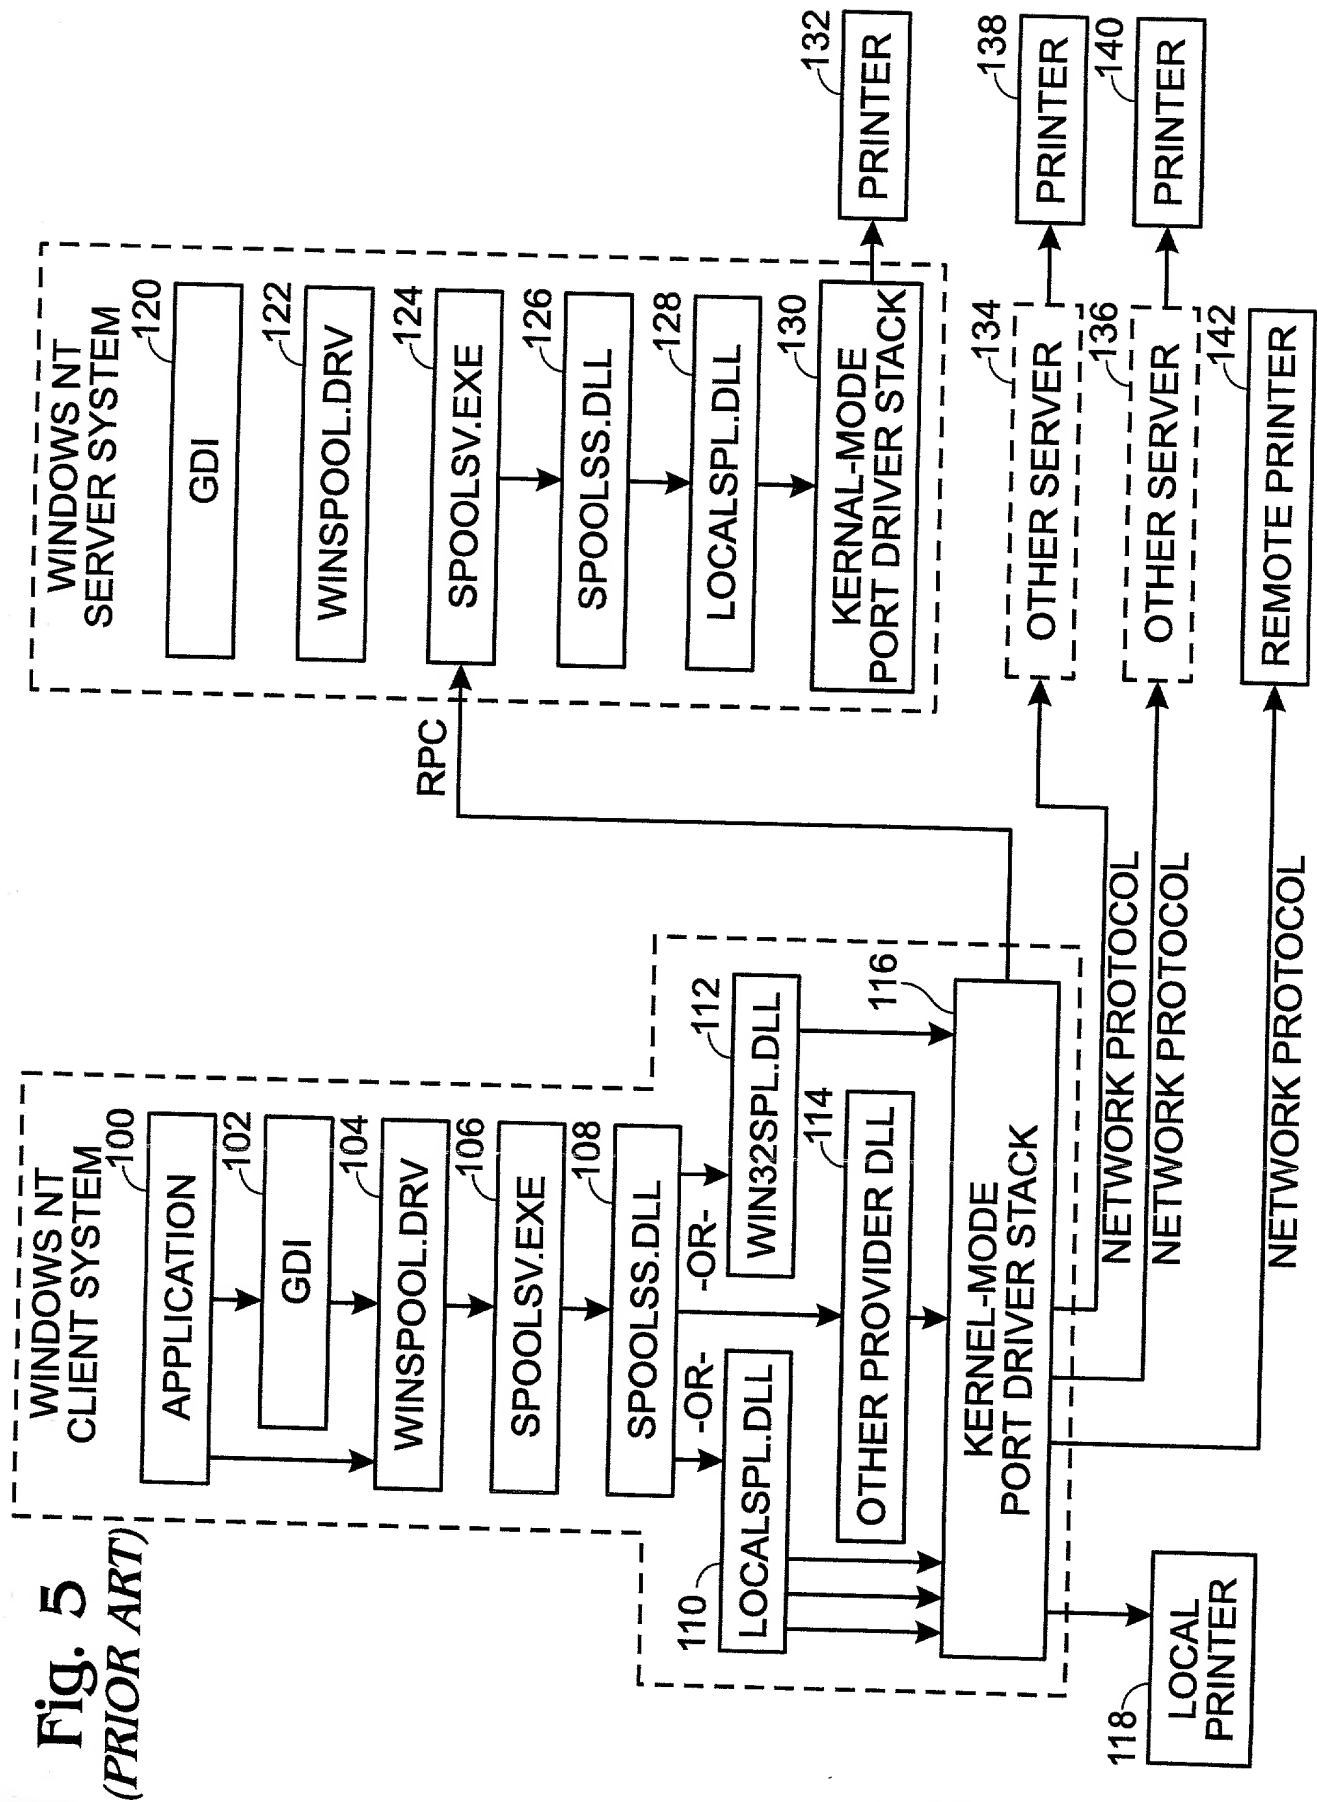 Fig. 5
(PRIOR ART)
WINDOWS NT
CLIENT SYSTEM
100
APPLICATION
102
GDI
104
WINSPOOL.DRV
106
SPOOLSV.EXE
108
SPOOLSS.DLL
-OR-
-OR-
110
LOCALSPL.DLL
112
WIN32SPL.DLL
114
OTHER PROVIDER DLL
116
KERNEL-MODE
PORT DRIVER STACK
118
LOCAL
PRINTER
RPC
NETWORK PROTOCOL
NETWORK PROTOCOL
NETWORK PROTOCOL
WINDOWS NT
SERVER SYSTEM
120
GDI
122
WINSPOOL.DRV
124
SPOOLSV.EXE
126
SPOOLSS.DLL
128
LOCALSPL.DLL
130
KERNAL-MODE
PORT DRIVER STACK
132
PRINTER
134
OTHER SERVER
136
OTHER SERVER
138
PRINTER
140
PRINTER
142
REMOTE PRINTER